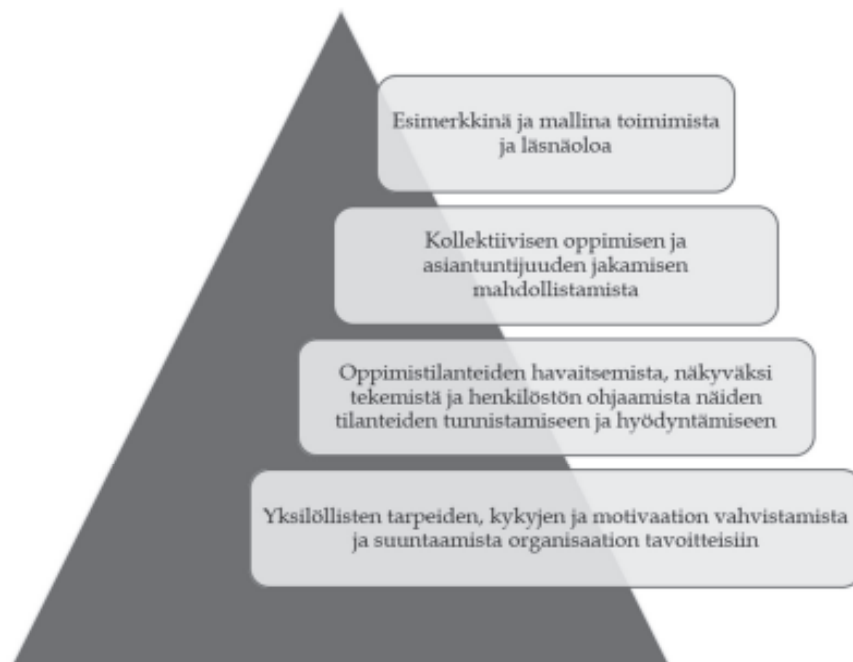 Esimerkkinä ja mallina toimimista
ja läsnäoloa
Kollektiivisen oppimisen ja
asiantuntijuuden jakamisen
mahdollistamista
Oppimistilanteiden havaitsemista, näkyväksi
tekemistä ja henkilöstön ohjaamista näiden
tilanteiden tunnistamiseen ja hyödyntämiseen
Yksilöllisten tarpeiden, kykyjen ja motivaation vahvistamista
ja suuntaamista organisaation tavoitteisiin